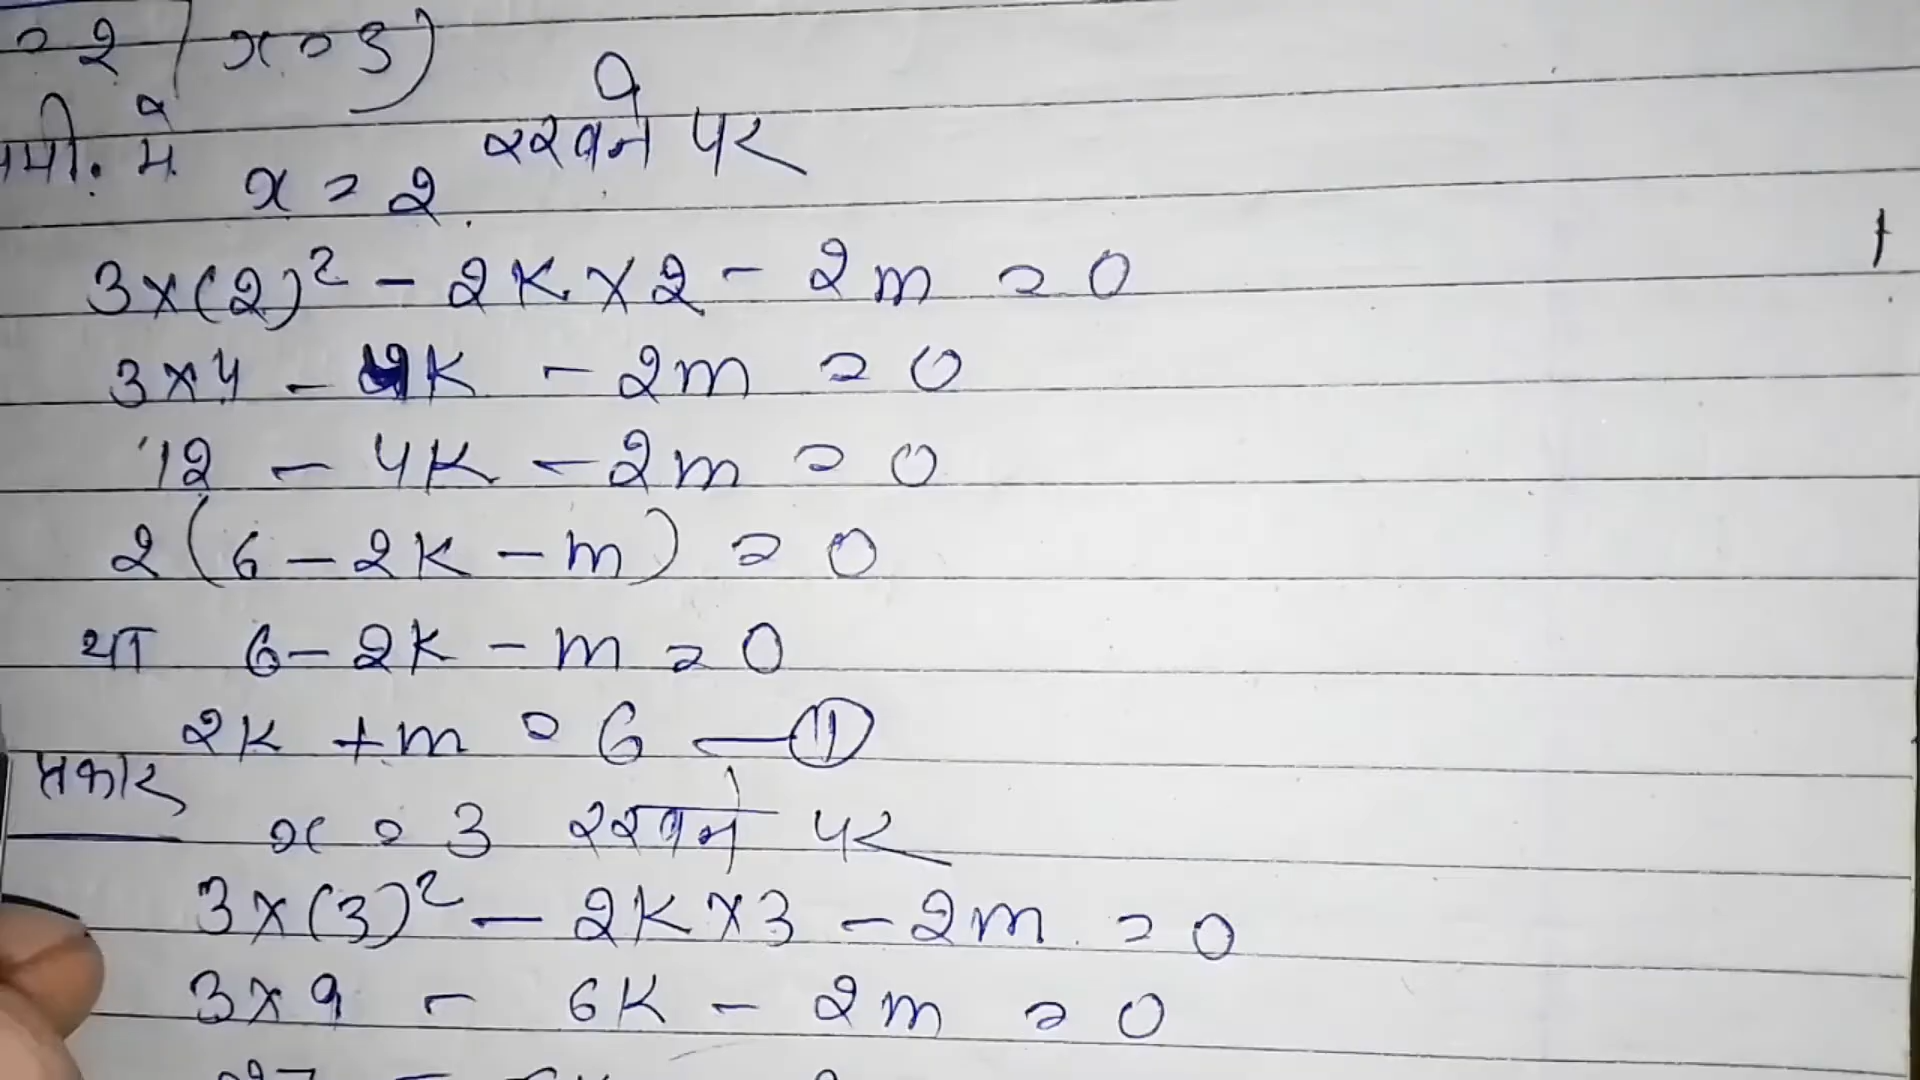 = 2, x = 3)
समी. में x = 2 रखने पर
3×(2)² - 2K×2 - 2m = 0
3×4 - 4K - 2m = 0
12 - 4K - 2m = 0
2(6 - 2K - m) = 0
या 6 - 2K - m = 0
2K + m = 6 — (11)
प्रकार
x = 3 रखने पर
3×(3)² - 2K×3 - 2m = 0
3×9 - 6K - 2m = 0